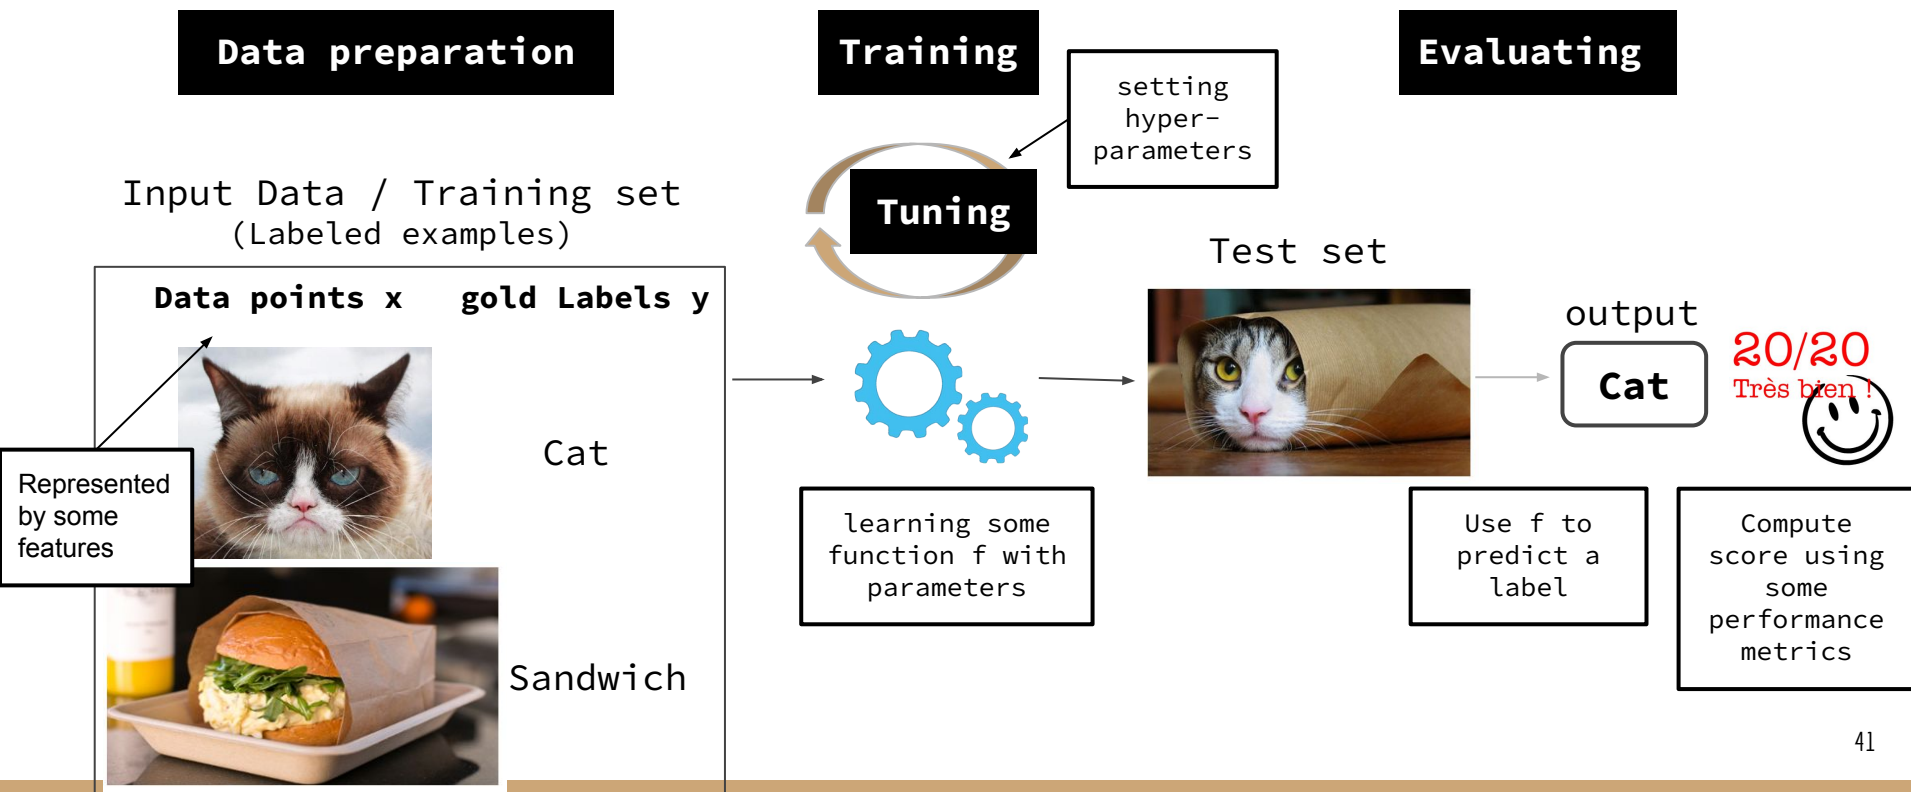 Data preparation
Training
Evaluating
setting
hyper-
parameters
Tuning
Input Data / Training set
(Labeled examples)
Data points x
gold Labels y
Represented
by some
features
Cat
Sandwich
learning some
function f with
parameters
Test set
output
Cat
20/20
Très bien !
Use f to
predict a
label
Compute
score using
some
performance
metrics
41